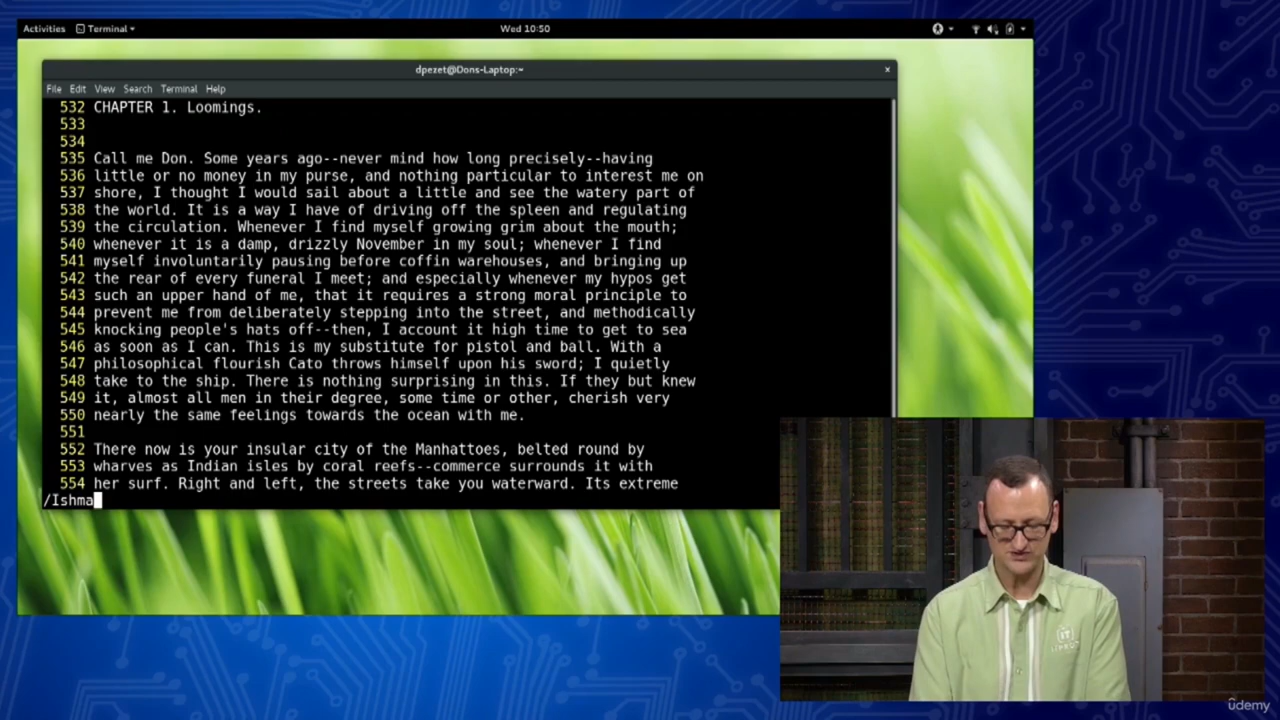 Activities Terminal Wed 10:50
dpezet@Dons-Laptop:~ ×
File Edit View Search Terminal Help
532 CHAPTER 1. Loomings.
533
534
535 Call me Don. Some years ago--never mind how long precisely--having
536 little or no money in my purse, and nothing particular to interest me on
537 shore, I thought I would sail about a little and see the watery part of
538 the world. It is a way I have of driving off the spleen and regulating
539 the circulation. Whenever I find myself growing grim about the mouth;
540 whenever it is a damp, drizzly November in my soul; whenever I find
541 myself involuntarily pausing before coffin warehouses, and bringing up
542 the rear of every funeral I meet; and especially whenever my hypos get
543 such an upper hand of me, that it requires a strong moral principle to
544 prevent me from deliberately stepping into the street, and methodically
545 knocking people's hats off--then, I account it high time to get to sea
546 as soon as I can. This is my substitute for pistol and ball. With a
547 philosophical flourish Cato throws himself upon his sword; I quietly
548 take to the ship. There is nothing surprising in this. If they but knew
549 it, almost all men in their degree, some time or other, cherish very
550 nearly the same feelings towards the ocean with me.
551
552 There now is your insular city of the Manhattoes, belted round by
553 wharves as Indian isles by coral reefs--commerce surrounds it with
554 her surf. Right and left, the streets take you waterward. Its extreme
/Ishma
iT
udemy